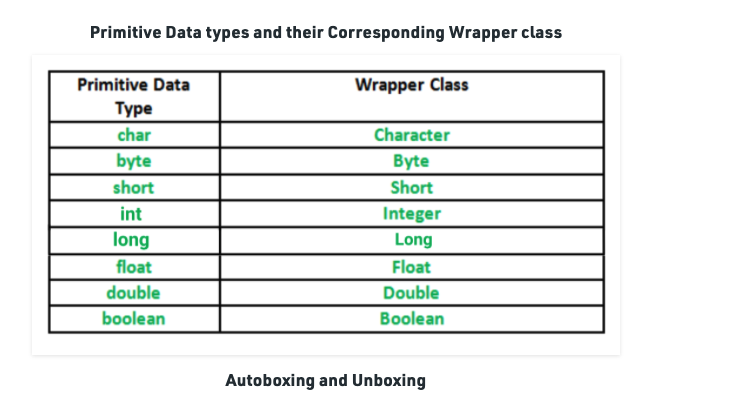 Primitive Data types and their Corresponding Wrapper class
Primitive Data Wrapper Class
Type
char Character
byte Byte
short Short
int Integer
long Long
float Float
double Double
boolean Boolean
Autoboxing and Unboxing